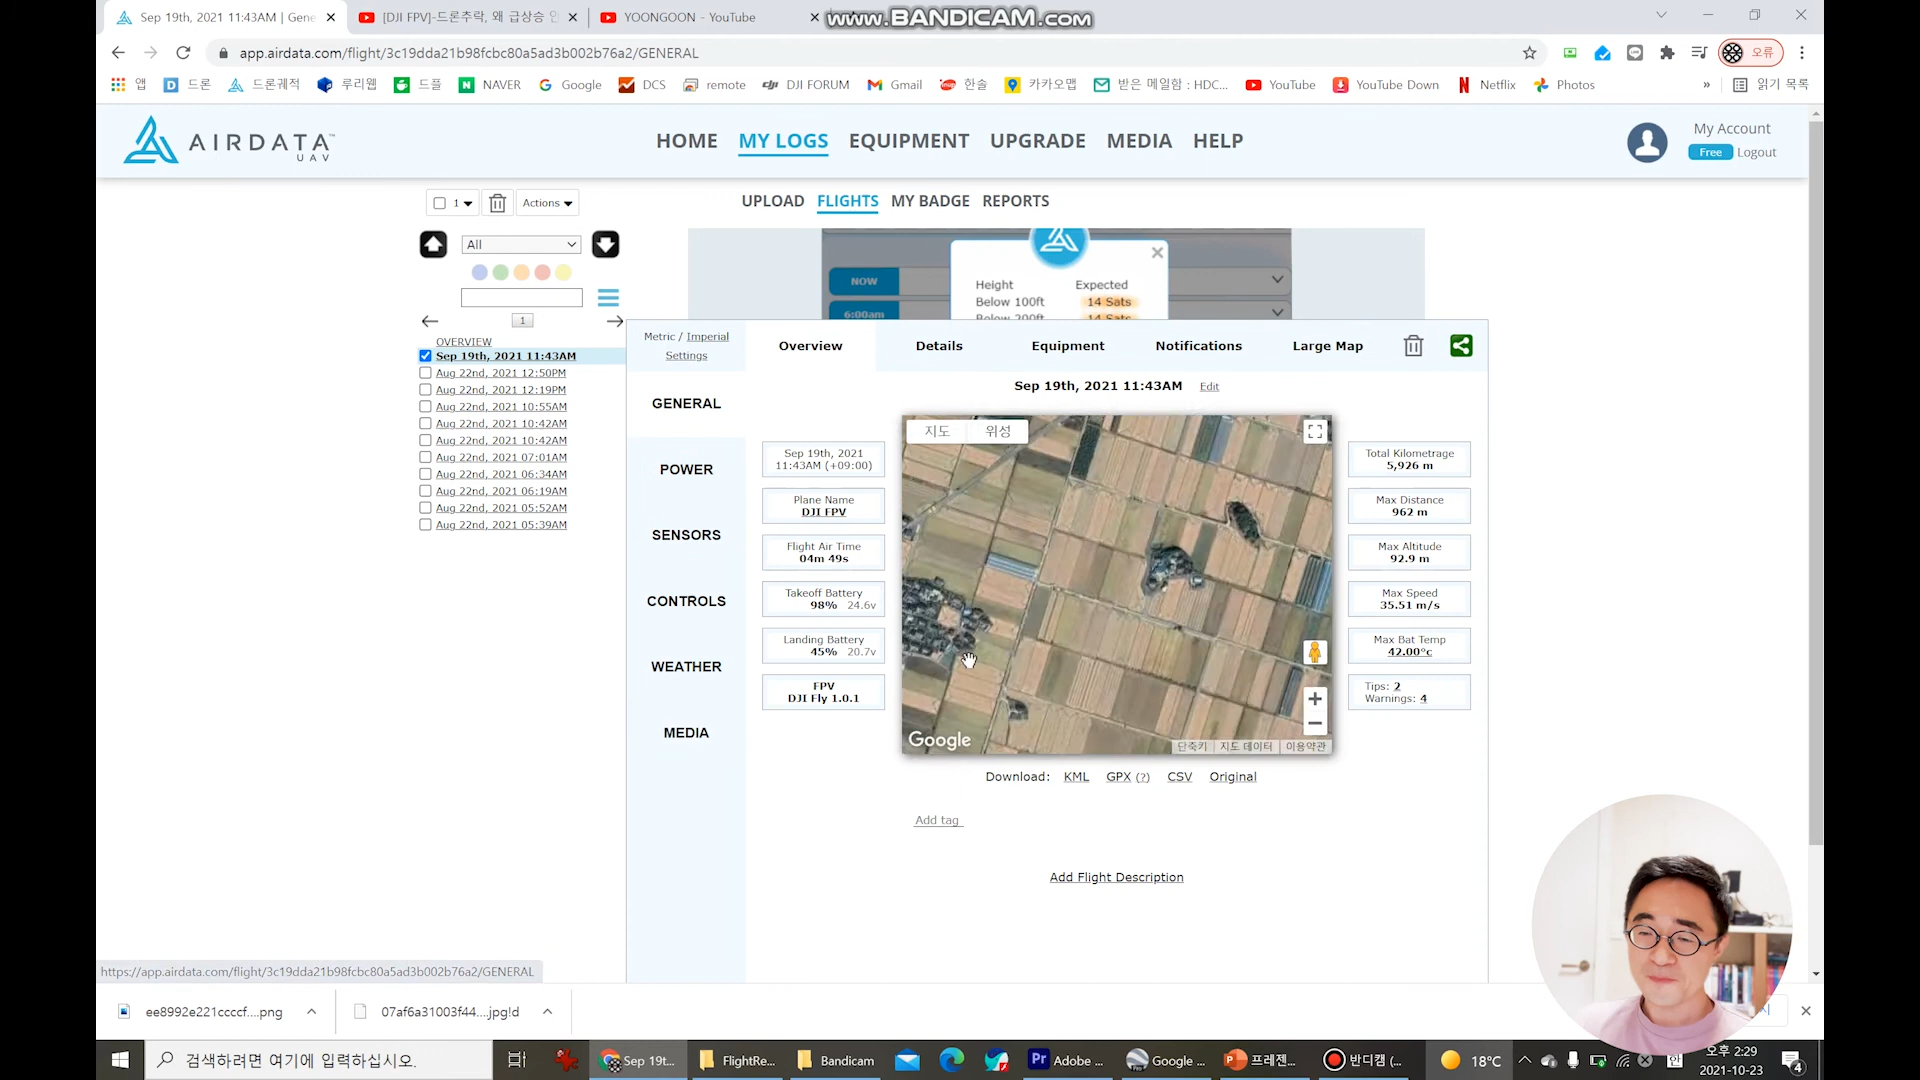 Sep 19th, 2021 11:43AM | Gene
[DJI FPV]-드론추락, 왜 급상승 안
YOONGOON - YouTube
www.BANDICAM.com
app.airdata.com/flight/3c19dda21b98fcbc80a5ad3b002b76a2/GENERAL
오류
앱
드론
드론궤적
루리웹
드플
NAVER
Google
DCS
remote
DJI FORUM
Gmail
한솔
카카오맵
받은 메일함 : HDC...
YouTube
YouTube Down
Netflix
Photos
»
읽기 목록
AIRDATA
UAV
HOME
MY LOGS
EQUIPMENT
UPGRADE
MEDIA
HELP
My Account
Free Logout
1
Actions
UPLOAD
FLIGHTS
MY BADGE
REPORTS
All
1
OVERVIEW
Sep 19th, 2021 11:43AM
Aug 22nd, 2021 12:50PM
Aug 22nd, 2021 12:19PM
Aug 22nd, 2021 10:55AM
Aug 22nd, 2021 10:42AM
Aug 22nd, 2021 10:42AM
Aug 22nd, 2021 07:01AM
Aug 22nd, 2021 06:34AM
Aug 22nd, 2021 06:19AM
Aug 22nd, 2021 05:52AM
Aug 22nd, 2021 05:39AM
NOW
6:00am
Height Expected
Below 100ft 14 Sats
Below 200ft 14 Sats
Metric / Imperial
Settings
Overview
Details
Equipment
Notifications
Large Map
GENERAL
POWER
SENSORS
CONTROLS
WEATHER
MEDIA
Sep 19th, 2021 11:43AM Edit
Sep 19th, 2021
11:43AM (+09:00)
Plane Name
DJI FPV
Flight Air Time
04m 49s
Takeoff Battery
98% 24.6v
Landing Battery
45% 20.7v
FPV
DJI Fly 1.0.1
지도
위성
Google
단축키
지도 데이터
이용약관
Total Kilometrage
5,926 m
Max Distance
962 m
Max Altitude
92.9 m
Max Speed
35.51 m/s
Max Bat Temp
42.00°c
Tips: 2
Warnings: 4
Download: KML GPX (?) CSV Original
Add tag
Add Flight Description
https://app.airdata.com/flight/3c19dda21b98fcbc80a5ad3b002b76a2/GENERAL
ee8992e221ccccf....png
07af6a31003f44....jpg!d
검색하려면 여기에 입력하십시오.
Sep 19t...
FlightRe...
Bandicam
Adobe ...
Google ...
프레젠...
반디캠 (...
18°C
한
오후 2:29
2021-10-23
4